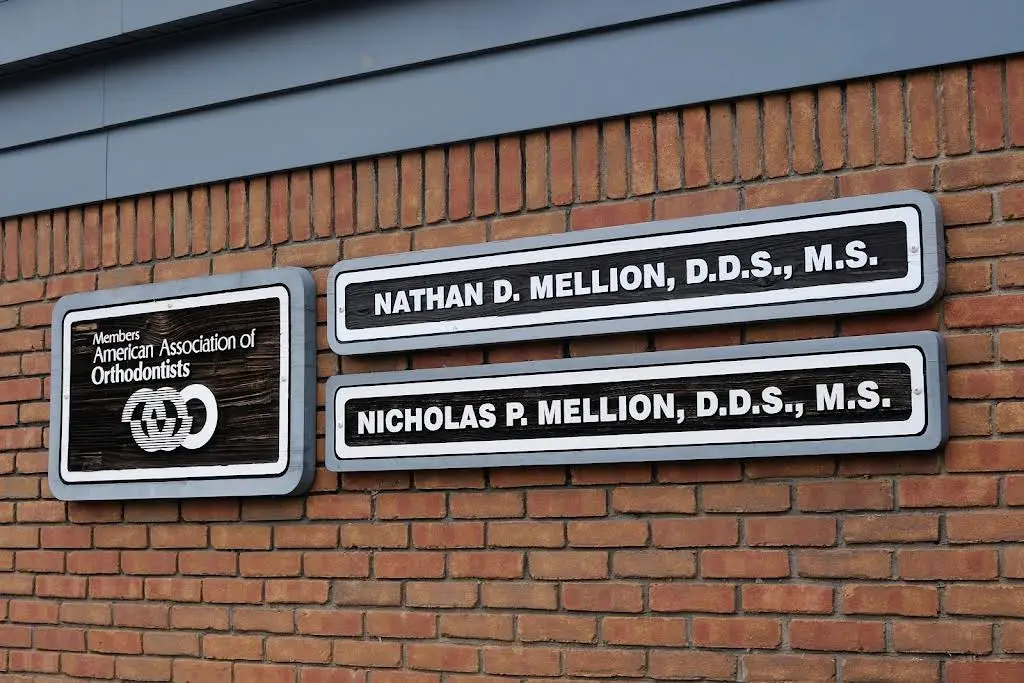 Members
American Association of
Orthodontists
NATHAN D. MELLION, D.D.S., M.S.
NICHOLAS P. MELLION, D.D.S., M.S.